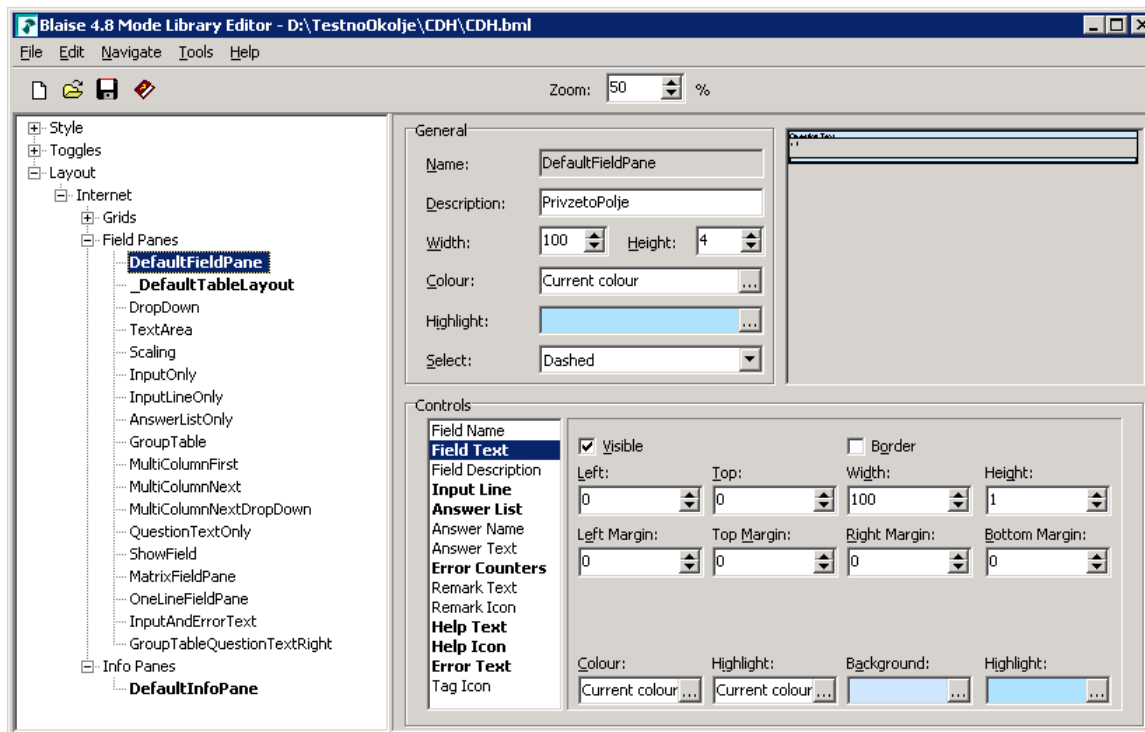 Blaise 4.8 Mode Library Editor - D:\TestnoOkolje\CDH\CDH.bml
File Edit Navigate Tools Help
Zoom: 50 %
Style
Toggles
Layout
Internet
Grids
Field Panes
DefaultFieldPane
_DefaultTableLayout
DropDown
TextArea
Scaling
InputOnly
InputLineOnly
AnswerListOnly
GroupTable
MultiColumnFirst
MultiColumnNext
MultiColumnNextDropDown
QuestionTextOnly
ShowField
MatrixFieldPane
OneLineFieldPane
InputAndErrorText
GroupTableQuestionTextRight
Info Panes
DefaultInfoPane
General
Name: DefaultFieldPane
Description: PrivzetoPolje
Width: 100 Height: 4
Colour: Current colour ...
Highlight: ...
Select: Dashed
Controls
Field Name
Field Text
Field Description
Input Line
Answer List
Answer Name
Answer Text
Error Counters
Remark Text
Remark Icon
Help Text
Help Icon
Error Text
Tag Icon
Visible Border
Left: Top: Width: Height:
0 0 100 1
Left Margin: Top Margin: Right Margin: Bottom Margin:
0 0 0 0
Colour: Highlight: Background: Highlight:
Current colour ... Current colour ... ... ...